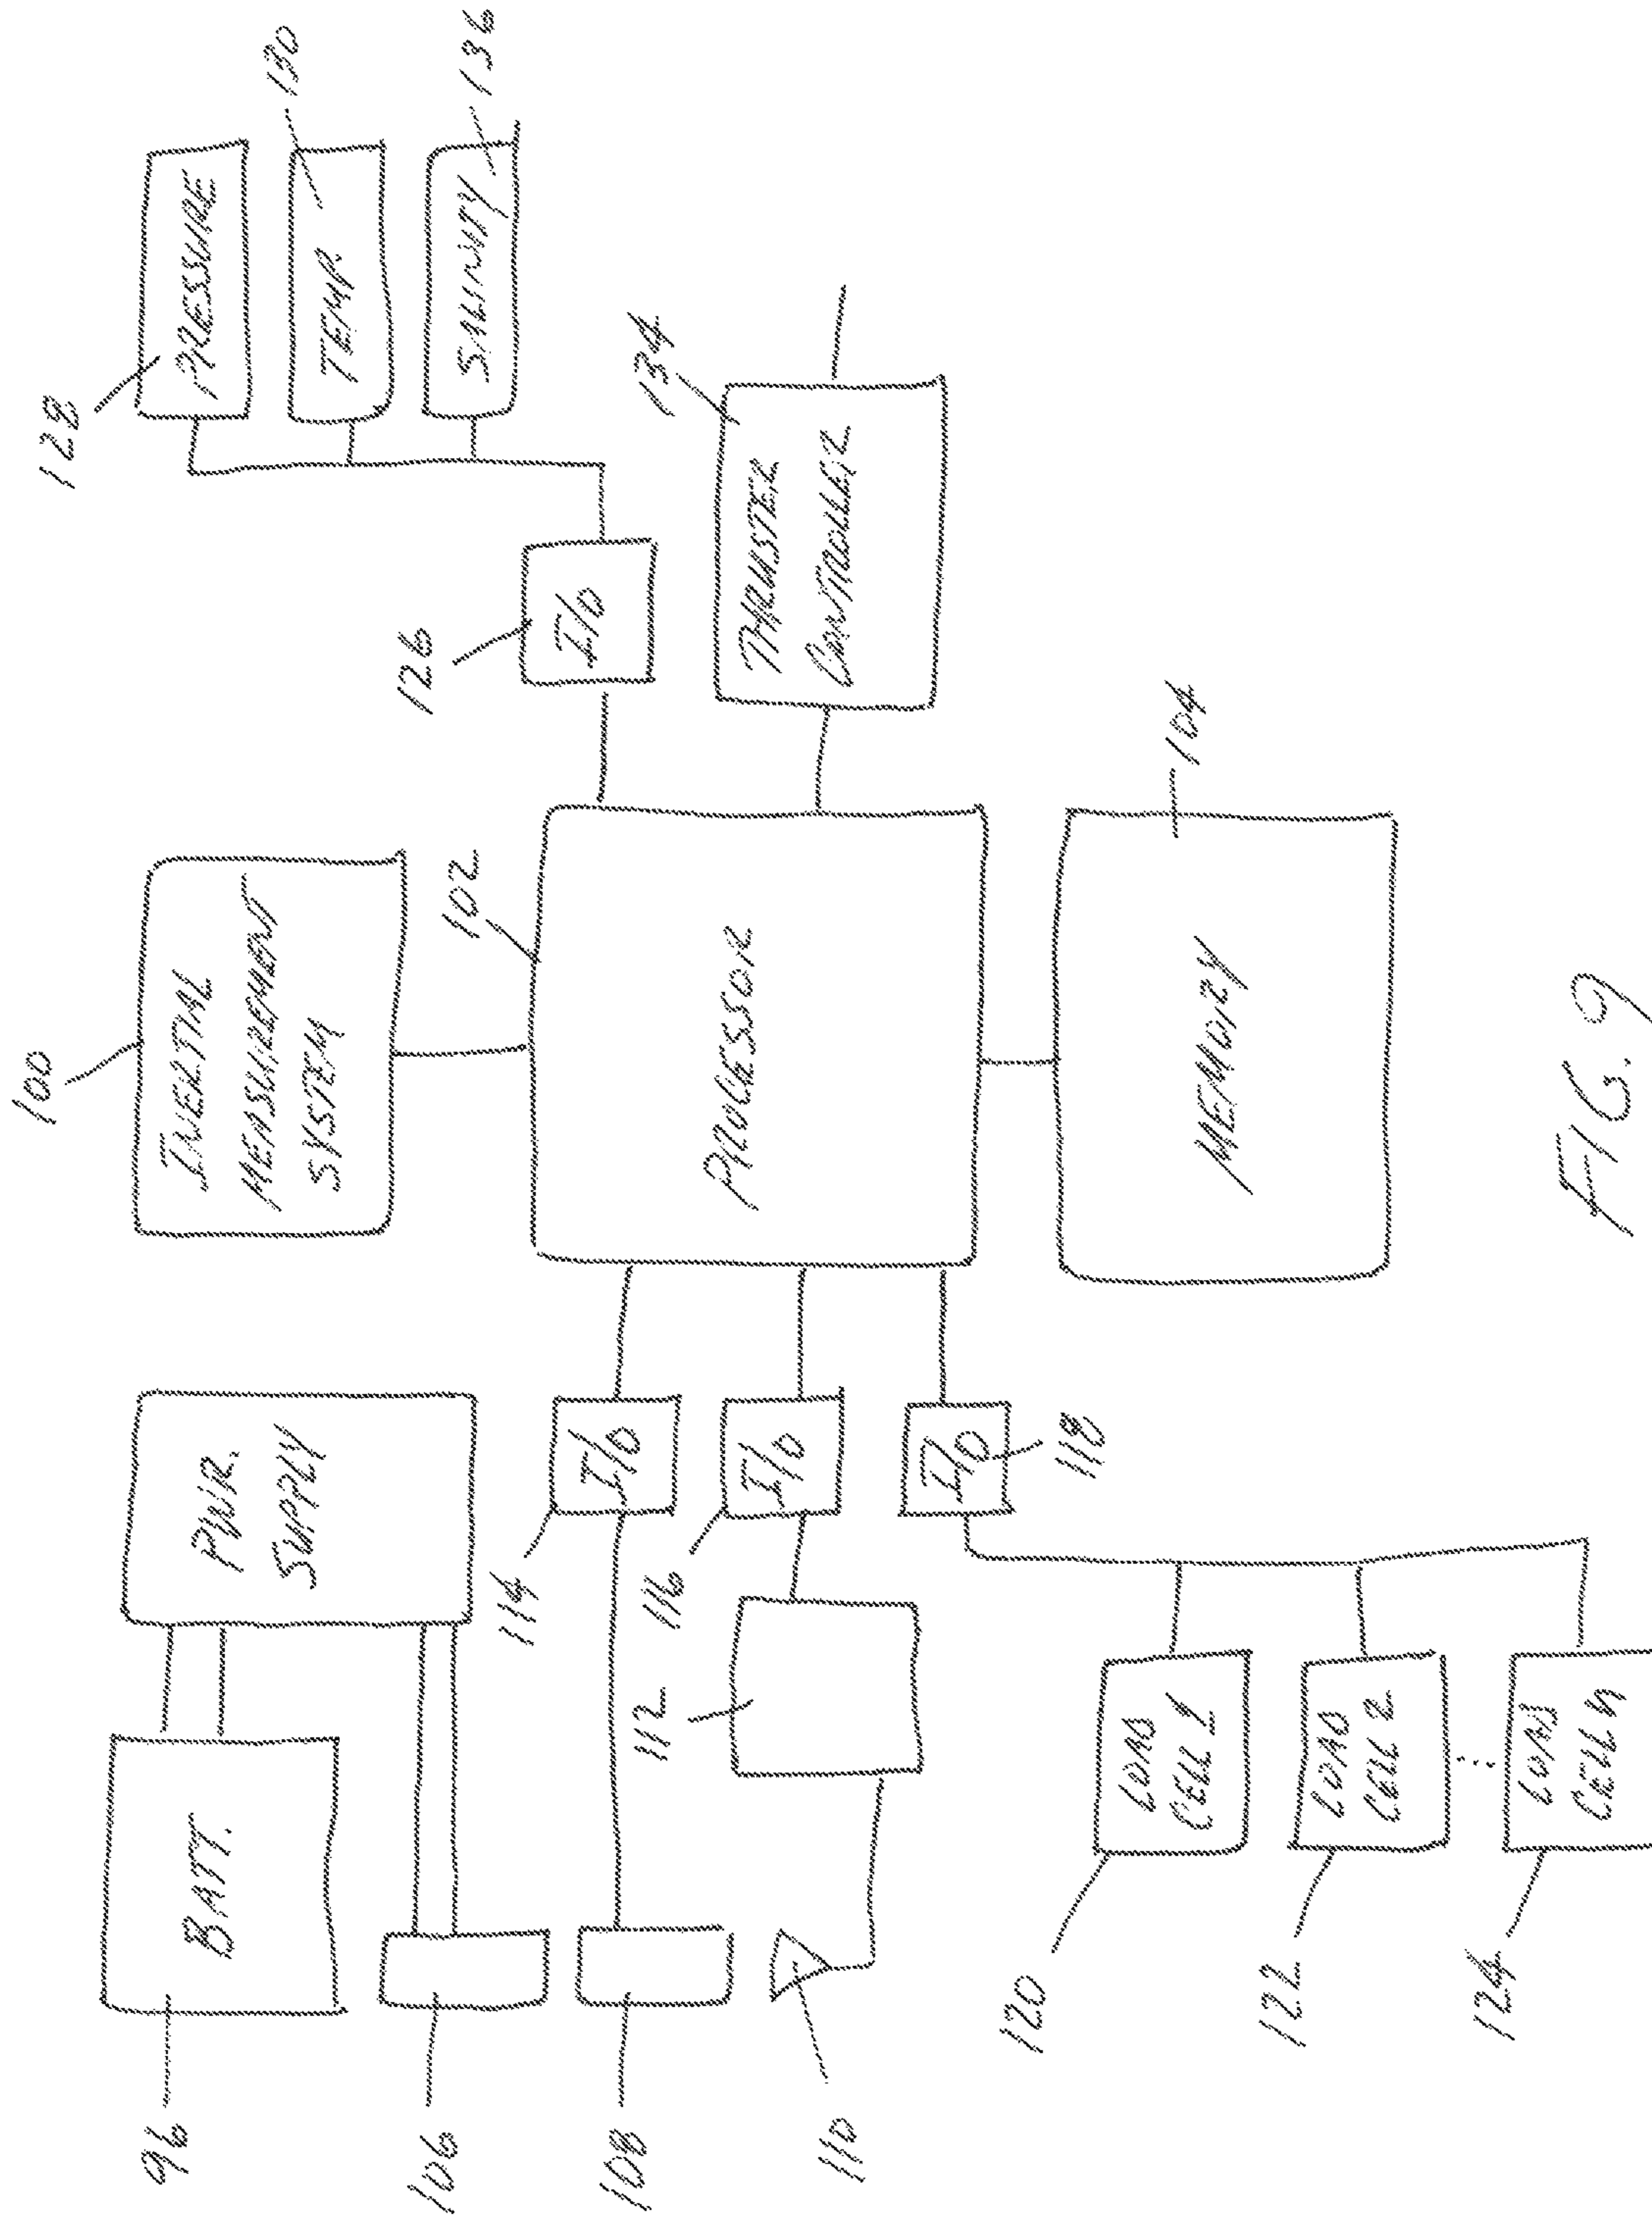 96
BATT.
PWR.
SUPPLY
100
INERTIAL
MEASUREMENT
SYSTEM
128
PRESSURE
130
TEMP.
136
SALINITY
106
108
114
I/O
102
PROCESSOR
126
I/O
134
THRUSTER
CONTROLLER
110
112
116
I/O
I/O
118
104
MEMORY
120
LOAD
CELL 1
122
LOAD
CELL 2
124
LOAD
CELL n
FIG. 9